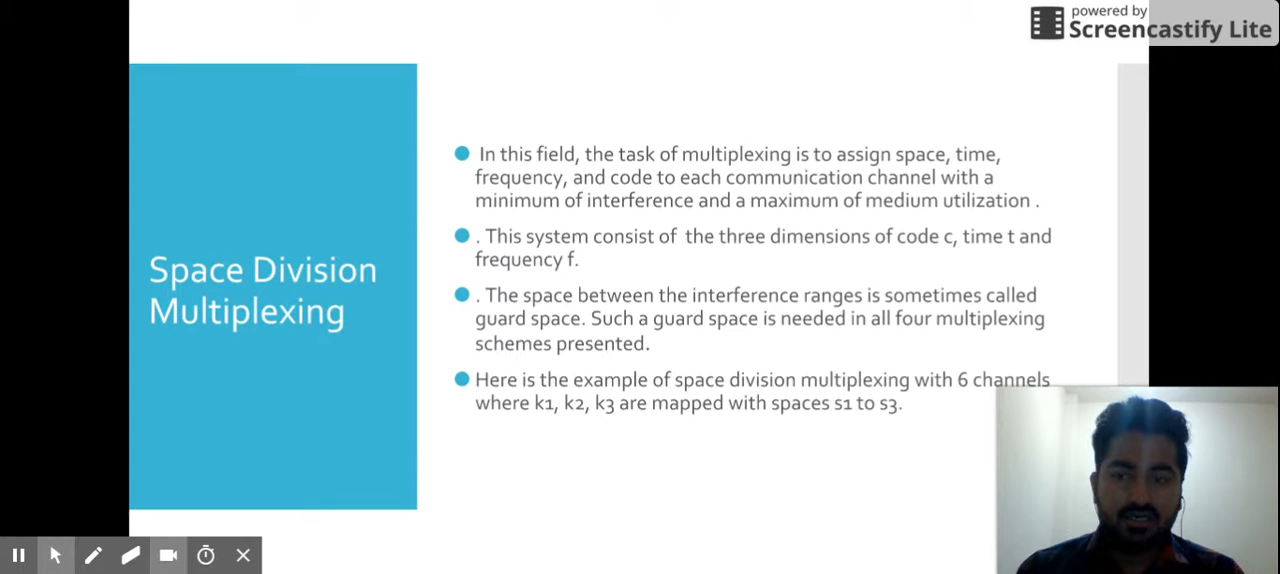 powered by
Screencastify Lite
Space Division
Multiplexing
In this field, the task of multiplexing is to assign space, time,
frequency, and code to each communication channel with a
minimum of interference and a maximum of medium utilization .
. This system consist of the three dimensions of code c, time t and
frequency f.
. The space between the interference ranges is sometimes called
guard space. Such a guard space is needed in all four multiplexing
schemes presented.
Here is the example of space division multiplexing with 6 channels
where k1, k2, k3 are mapped with spaces s1 to s3.